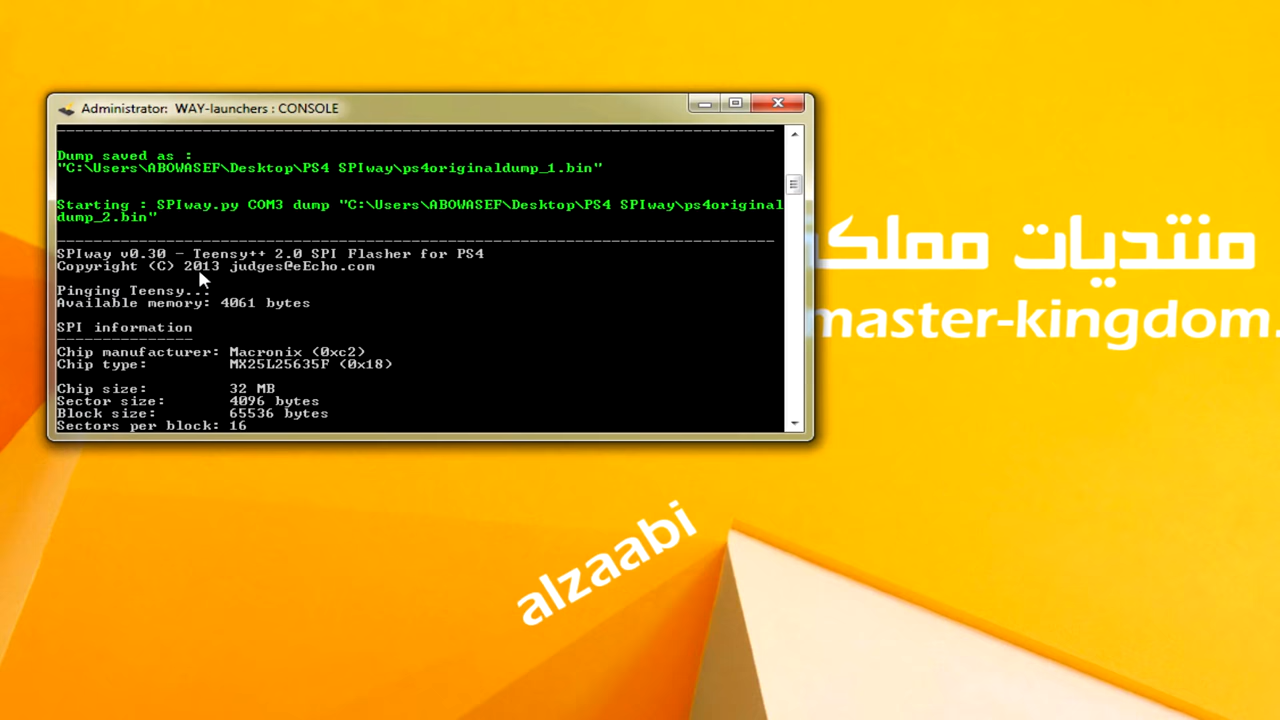 Administrator: WAY-launchers : CONSOLE
Dump saved as :
"C:\Users\ABOWASEF\Desktop\PS4 SPIway\ps4originaldump_1.bin"
Starting : SPIway.py COM3 dump "C:\Users\ABOWASEF\Desktop\PS4 SPIway\ps4original
dump_2.bin"
SPIway v0.30 - Teensy++ 2.0 SPI Flasher for PS4
Copyright (C) 2013 judges@eEcho.com
Pinging Teensy...
Available memory: 4061 bytes
SPI information
---------------
Chip manufacturer: Macronix (0xc2)
Chip type: MX25L25635F (0x18)
Chip size: 32 MB
Sector size: 4096 bytes
Block size: 65536 bytes
Sectors per block: 16
منتديات مملكة
master-kingdom.
alzaabi